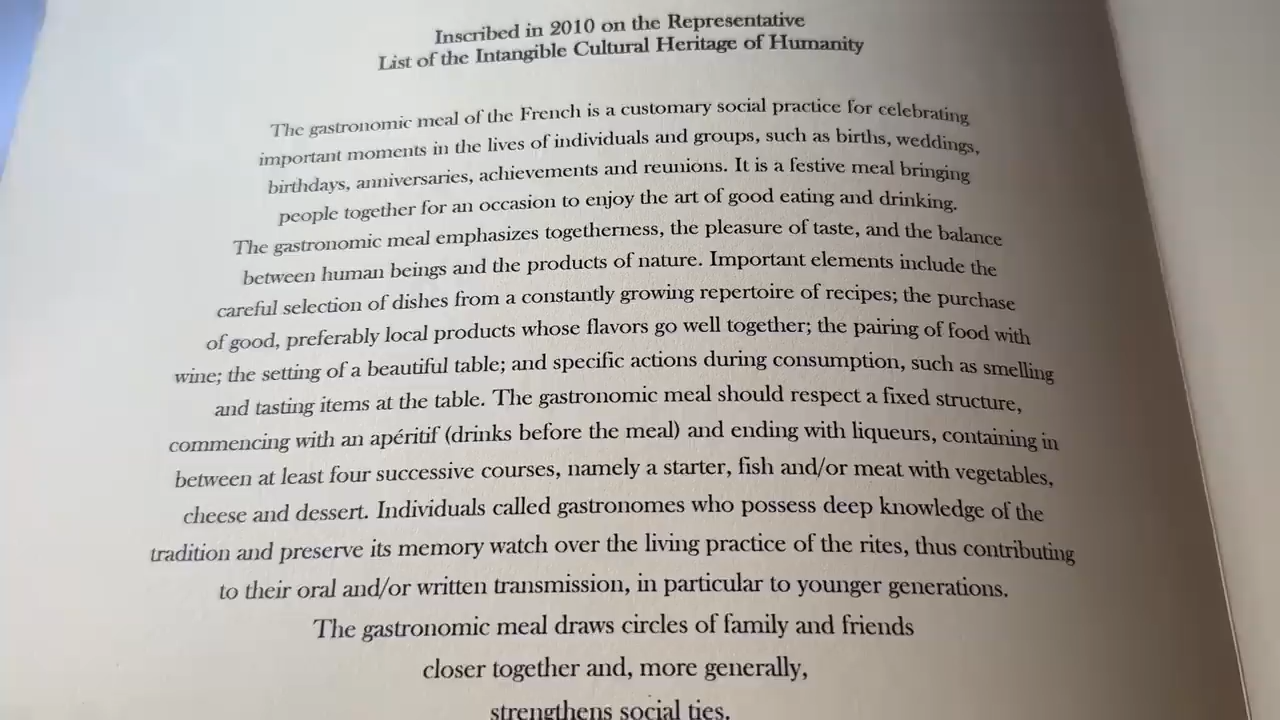 Inscribed in 2010 on the Representative
List of the Intangible Cultural Heritage of Humanity
The gastronomic meal of the French is a customary social practice for celebrating
important moments in the lives of individuals and groups, such as births, weddings,
birthdays, anniversaries, achievements and reunions. It is a festive meal bringing
people together for an occasion to enjoy the art of good eating and drinking.
The gastronomic meal emphasizes togetherness, the pleasure of taste, and the balance
between human beings and the products of nature. Important elements include the
careful selection of dishes from a constantly growing repertoire of recipes; the purchase
of good, preferably local products whose flavors go well together; the pairing of food with
wine; the setting of a beautiful table; and specific actions during consumption, such as smelling
and tasting items at the table. The gastronomic meal should respect a fixed structure,
commencing with an apéritif (drinks before the meal) and ending with liqueurs, containing in
between at least four successive courses, namely a starter, fish and/or meat with vegetables,
cheese and dessert. Individuals called gastronomes who possess deep knowledge of the
tradition and preserve its memory watch over the living practice of the rites, thus contributing
to their oral and/or written transmission, in particular to younger generations.
The gastronomic meal draws circles of family and friends
closer together and, more generally,
strengthens social ties.